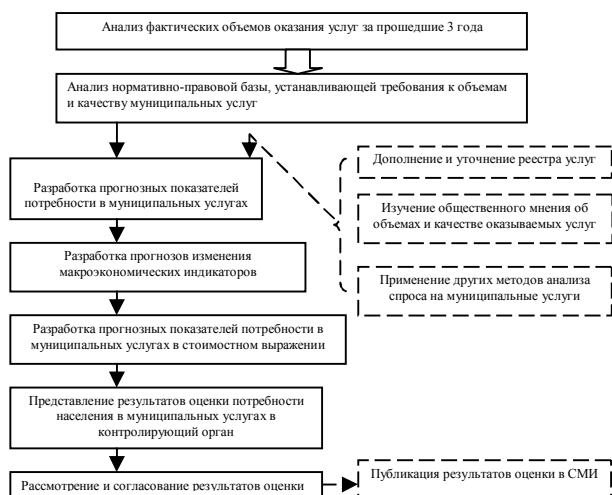 Анализ фактических объемов оказания услуг за прошедшие 3 года
Анализ нормативно-правовой базы, устанавливающей требования к объемам
и качеству муниципальных услуг
Дополнение и уточнение реестра услуг
Разработка прогнозных показателей
потребности в муниципальных услугах
Изучение общественного мнения об
объемах и качестве оказываемых услуг
Разработка прогнозов изменения
макроэкономических индикаторов
Применение других методов анализа
спроса на муниципальные услуги
Разработка прогнозных показателей потребности в
муниципальных услугах в стоимостном выражении
Представление результатов оценки потребности
населения в муниципальных услугах в
контролирующий орган
Рассмотрение и согласование результатов оценки
Публикация результатов оценки в СМИ